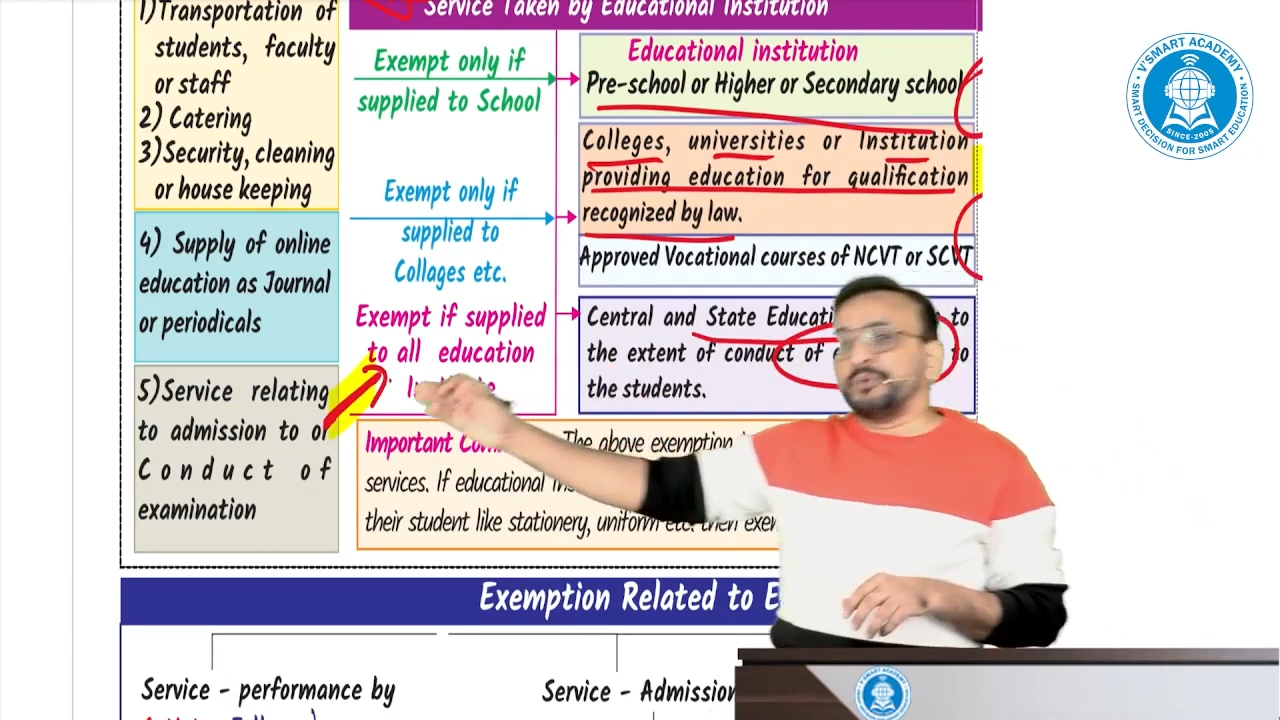 1)Transportation of
students, faculty
or staff
2) Catering
3)Security, cleaning
or house keeping
4) Supply of online
education as Journal
or periodicals
5)Service relating
to admission to or
Conduct of
examination
Service Taken by Educational Institution
Exempt only if
supplied to School
Exempt only if
supplied to
Collages etc.
Exempt if supplied
to all education
Educational institution
Pre-school or Higher or Secondary school
Colleges, universities or Institution
providing education for qualification
recognized by law.
Approved Vocational courses of NCVT or SCVT
Central and State to
the extent of conduct of to
the students.
Important The above exemption
services. If educational
their student like stationery, uniform etc. then
Exemption Related to
Service - performance by
Service - Admission
V'SMART ACADEMY
SMART DECISION FOR SMART EDUCATION
SINCE-2005